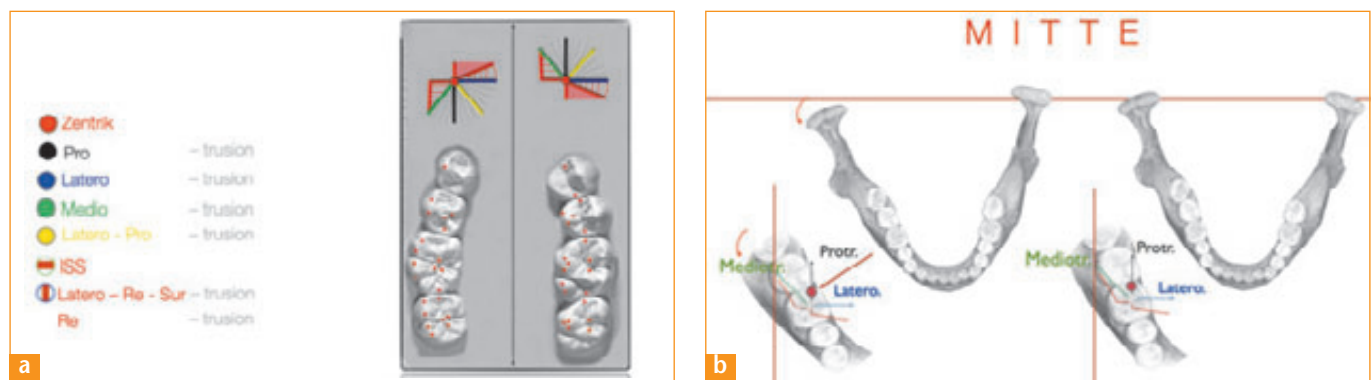 Zentrik
Pro – trusion
Latero – trusion
Medio – trusion
Latero - Pro – trusion
ISS
Latero – Re - Sur – trusion
Re – trusion
a
MITTE
Protr.
Mediotr.
Latero.
Protr.
Mediotr.
Latero.
b